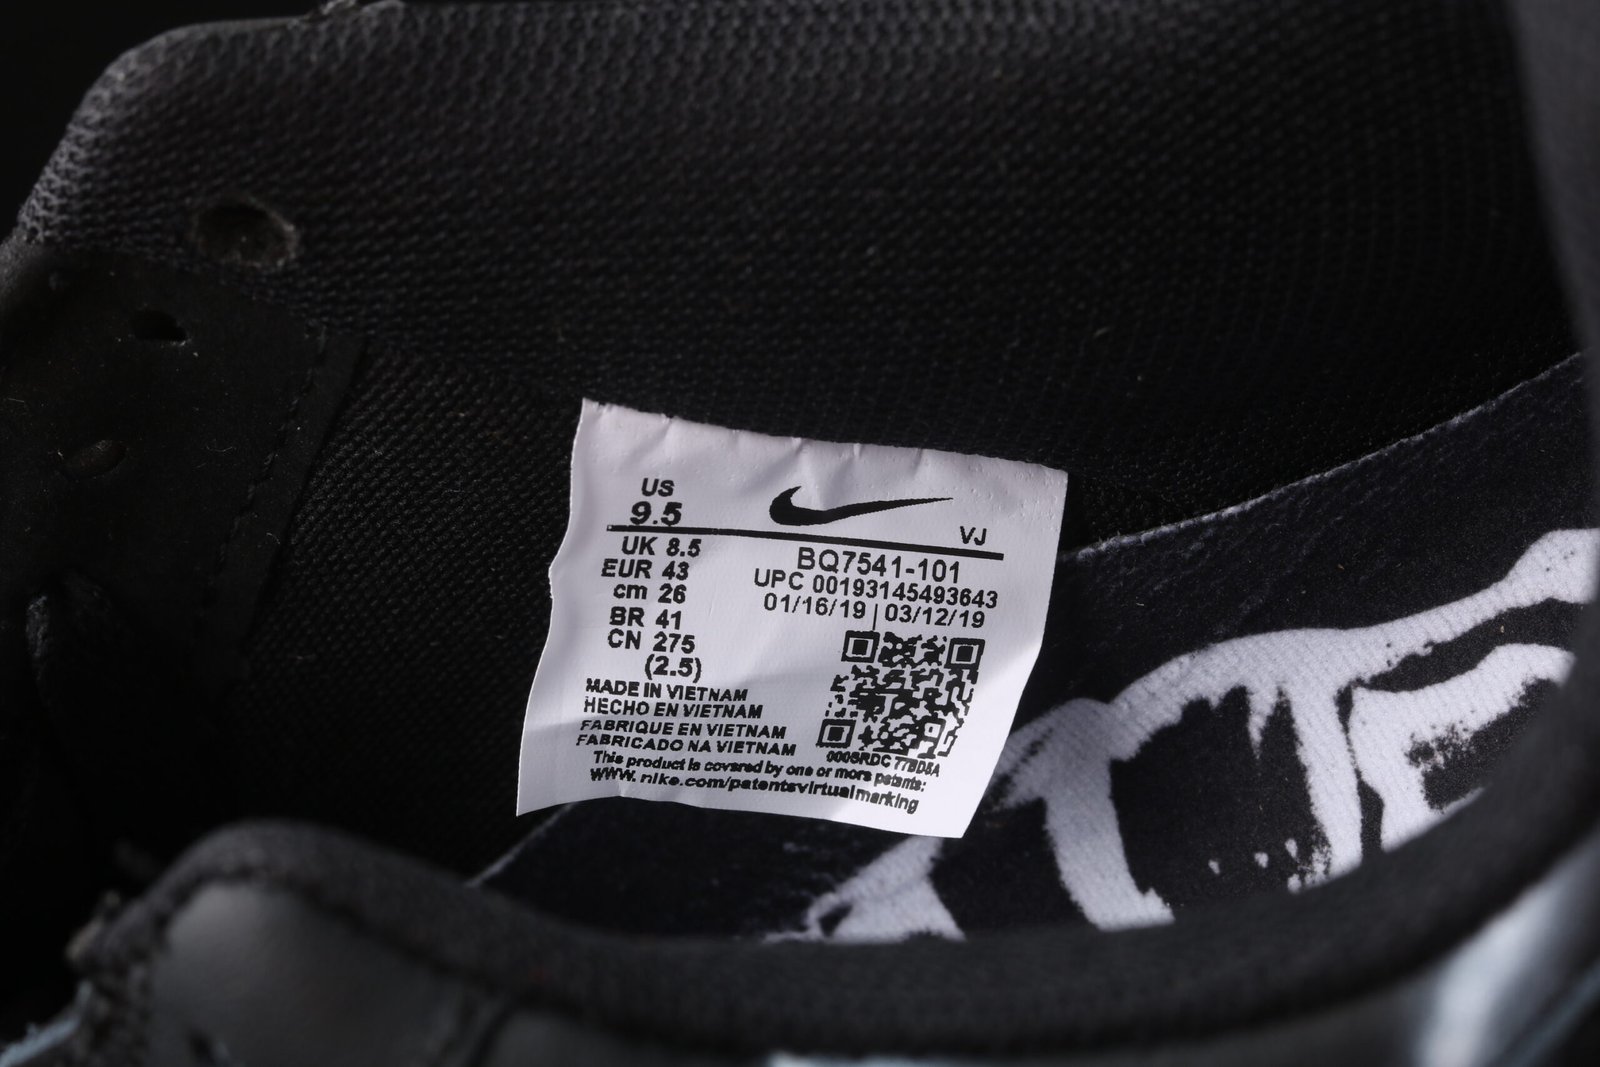 US
9.5
VJ
UK 8.5
EUR 43
cm 26
BR 41
CN 275
(2.5)
BQ7541-101
UPC 00193145493643
01/16/19 | 03/12/19
MADE IN VIETNAM
HECHO EN VIETNAM
FABRIQUE EN VIETNAM
FABRICADO NA VIETNAM
This product is covered by one or more patents:
www.nike.com/patentsvirtualmarking